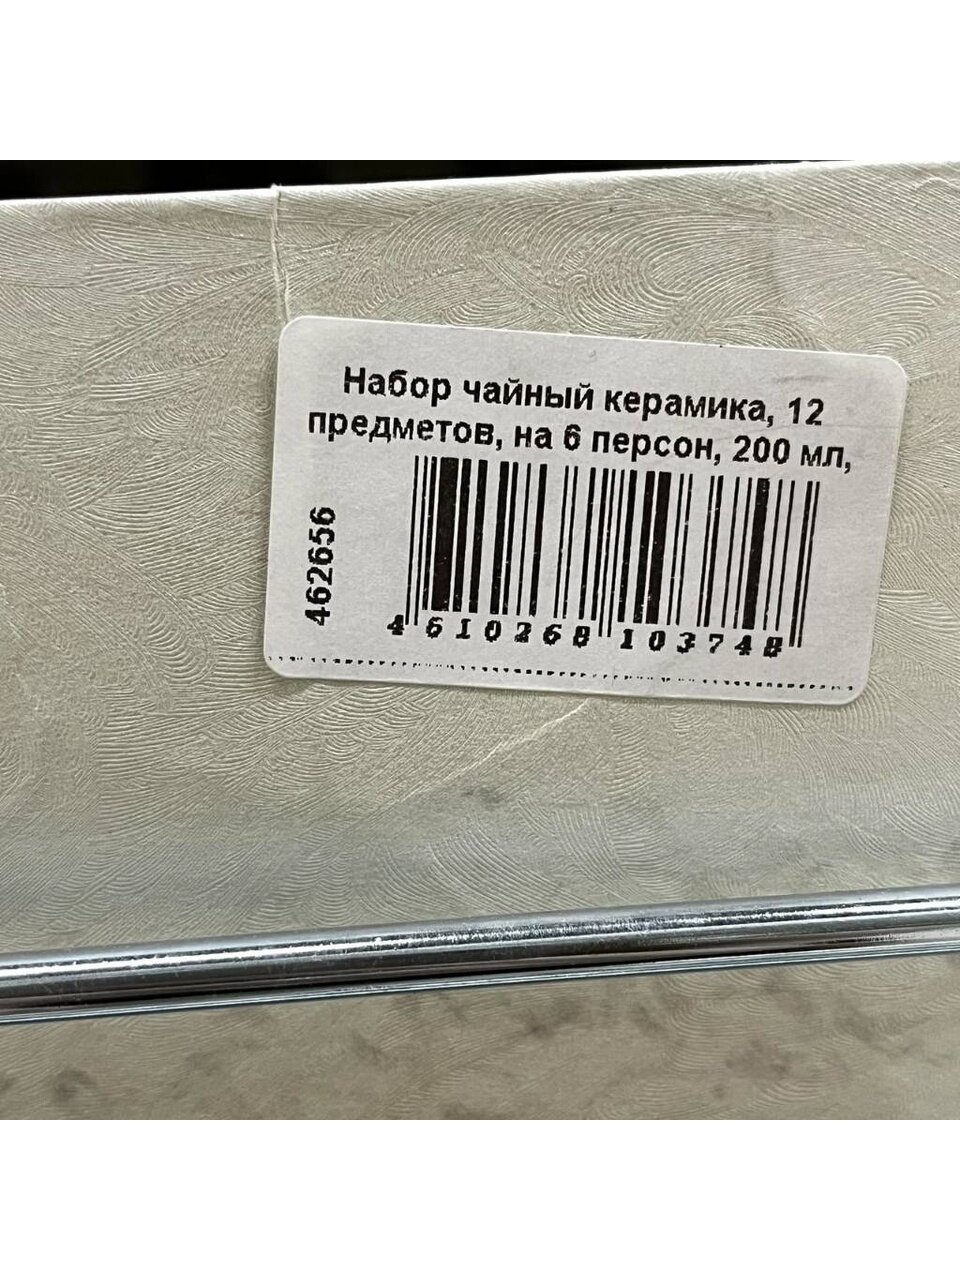 Набор чайный керамика, 12
предметов, на 6 персон, 200 мл,
462656
4 610268 103748